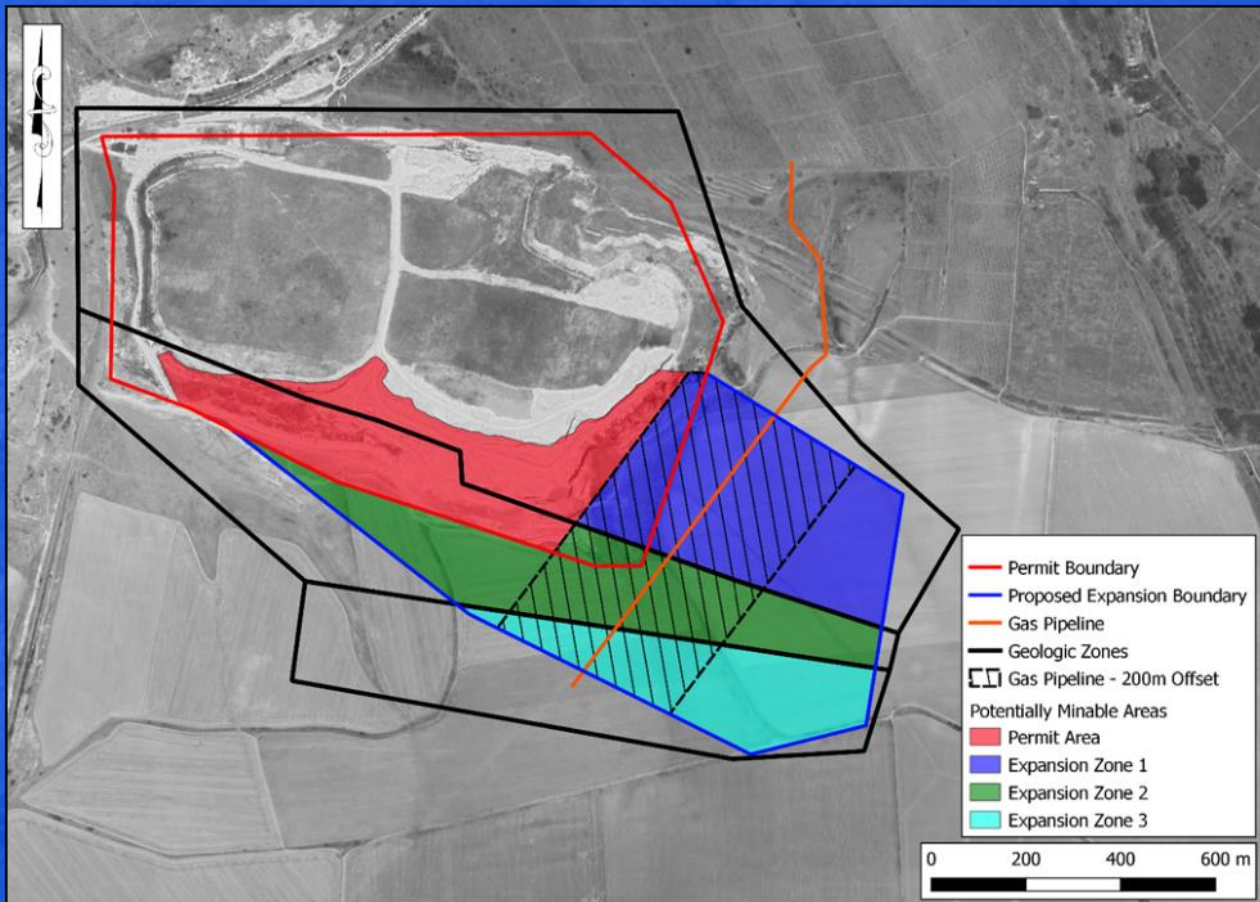 Permit Boundary
Proposed Expansion Boundary
Gas Pipeline
Geologic Zones
Gas Pipeline - 200m Offset
Potentially Minable Areas
Permit Area
Expansion Zone 1
Expansion Zone 2
Expansion Zone 3
0 200 400 600 m